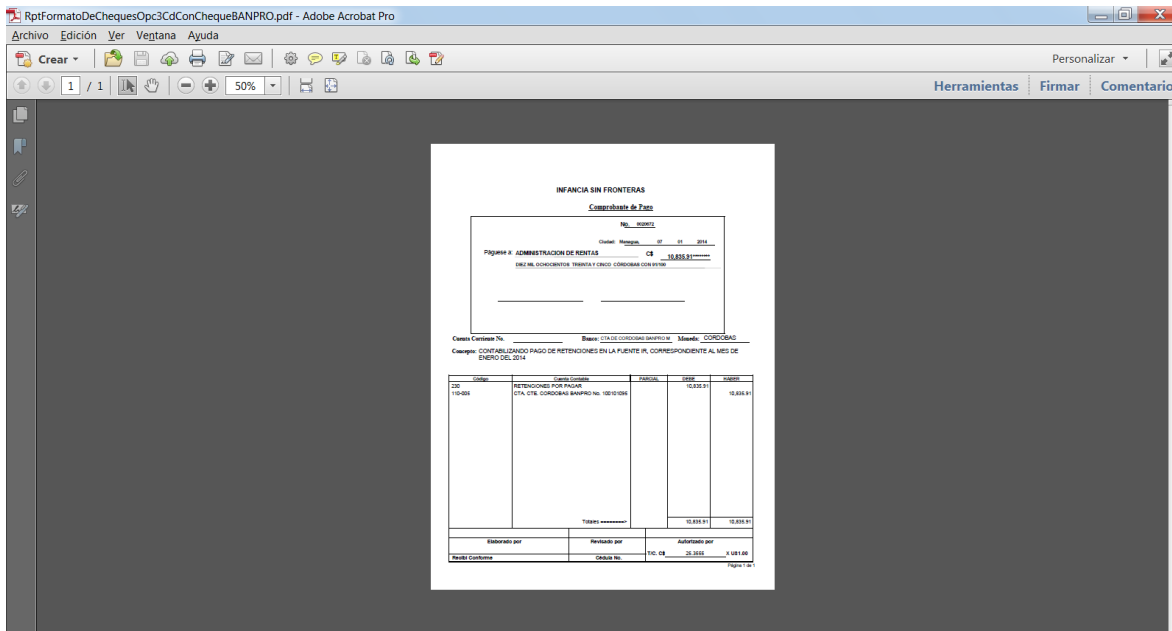 RptFormatoDeChequesOpc3CdConChequeBANPRO.pdf - Adobe Acrobat Pro
Archivo Edición Ver Ventana Ayuda
Crear Personalizar
1 / 1 50% Herramientas Firmar Comentario
INFANCIA SIN FRONTERAS
Comprobante de Pago
No. 0020672
Ciudad: Managua, 07 01 2014
Páguese a: ADMINISTRACION DE RENTAS C$ 10,835.91********
DIEZ MIL OCHOCIENTOS TREINTA Y CINCO CÓRDOBAS CON 91/100
Cuenta Corriente No. Banco: CTA DE CORDOBAS BANPRO M Moneda: CORDOBAS
Concepto: CONTABILIZANDO PAGO DE RETENCIONES EN LA FUENTE IR, CORRESPONDIENTE AL MES DE
ENERO DEL 2014
Código Cuenta Contable PARCIAL DEBE HABER
230 RETENCIONES POR PAGAR 10,835.91
110-005 CTA. CTE. CORDOBAS BANPRO No. 100101095 10,835.91
Totales =========> 10,835.91 10,835.91
Elaborado por Revisado por Autorizado por
T/C. C$ 25.3555 X U$1.00
Recibí Conforme Cédula No.
Página 1 de 1